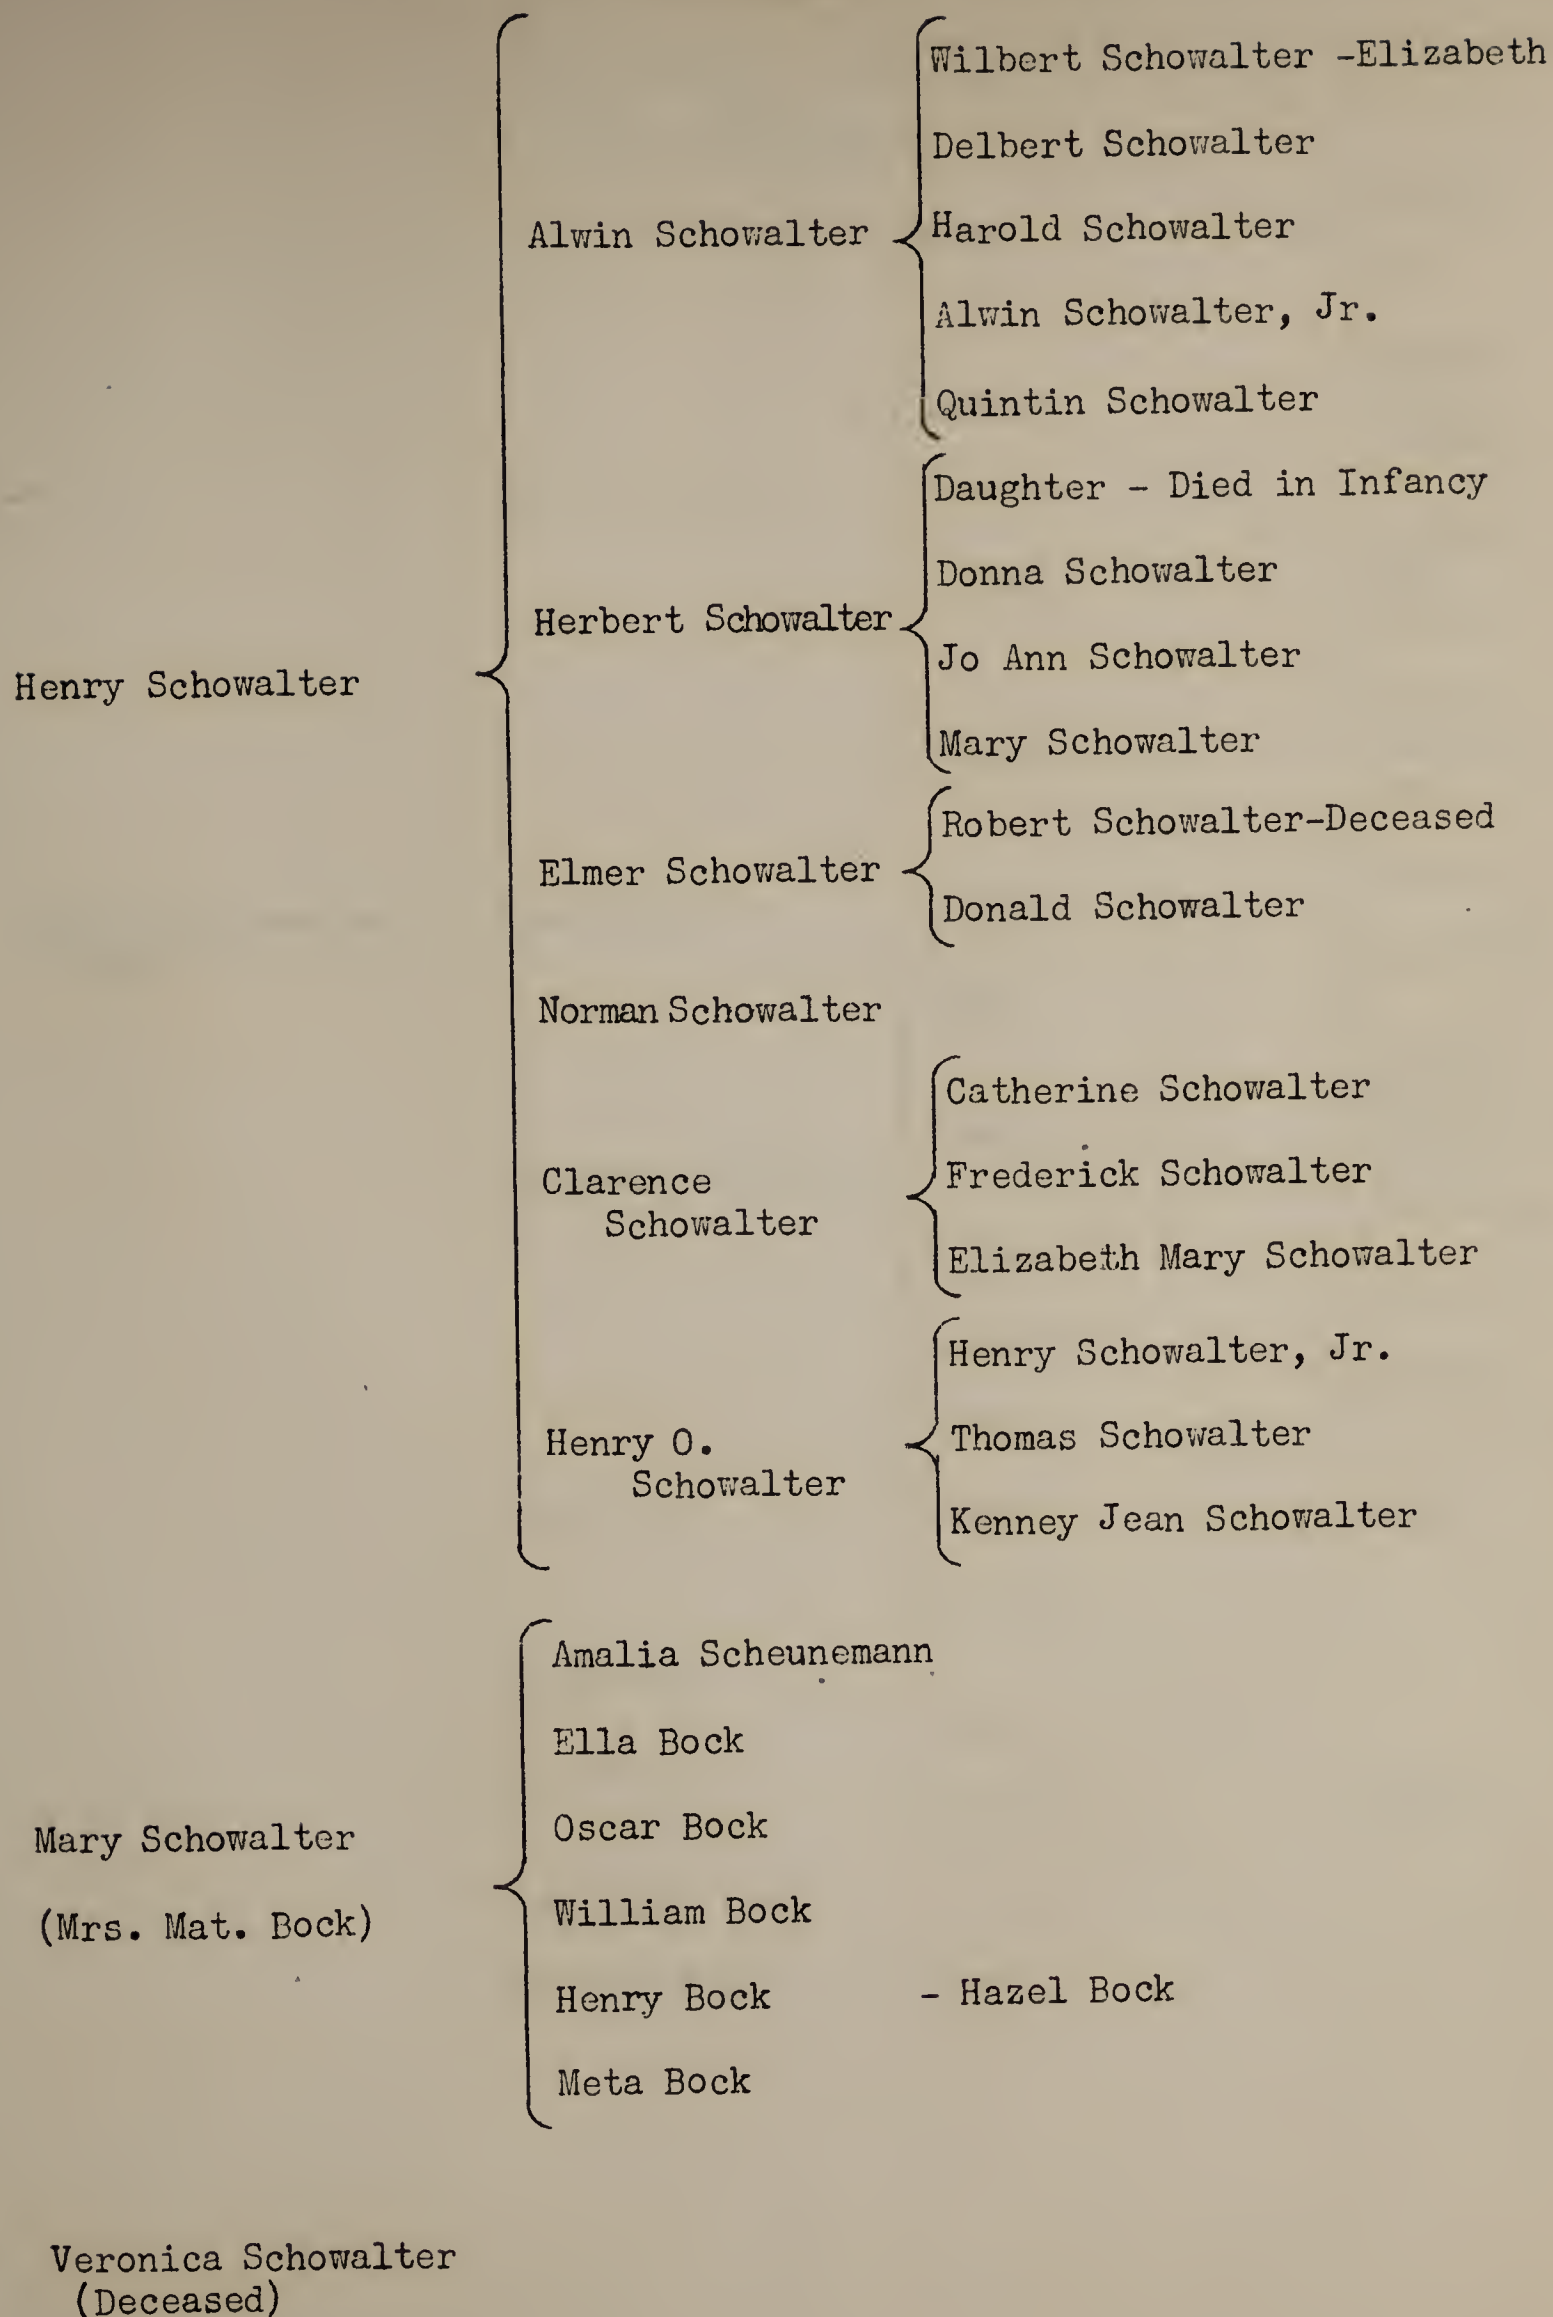 Wilbert Schowalter -Elizabeth
Delbert Schowalter
Alwin Schowalter
Harold Schowalter
Alwin Schowalter, Jr.
Quintin Schowalter
Daughter - Died in Infancy
Donna Schowalter
Herbert Schowalter
Jo Ann Schowalter
Henry Schowalter
Mary Schowalter
Robert Schowalter-Deceased
Elmer Schowalter
Donald Schowalter
Norman Schowalter
Catherine Schowalter
Clarence
Schowalter
Frederick Schowalter
Elizabeth Mary Schowalter
Henry Schowalter, Jr.
Henry O.
Schowalter
Thomas Schowalter
Kenney Jean Schowalter
Amalia Scheunemann
Ella Bock
Oscar Bock
Mary Schowalter
(Mrs. Mat. Bock)
William Bock
Henry Bock - Hazel Bock
Meta Bock
Veronica Schowalter
(Deceased)